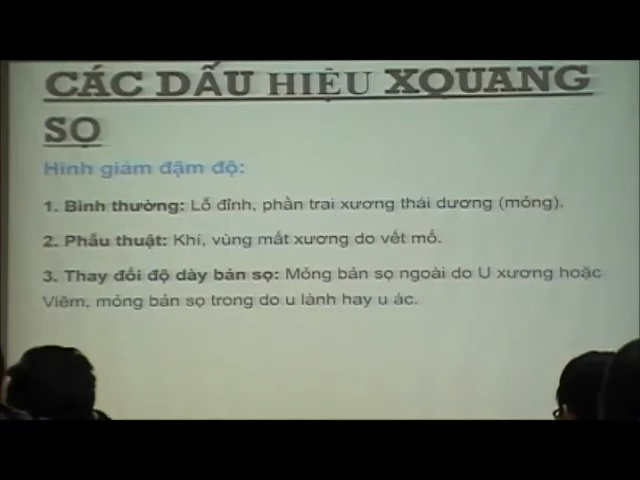 CÁC DẤU HIỆU XQUANG
SỌ
Hình giảm đậm độ:
1. Bình thường: Lỗ đỉnh, phần trai xương thái dương (mỏng).
2. Phẫu thuật: Khí, vùng mất xương do vết mổ.
3. Thay đổi độ dày bản sọ: Mỏng bản sọ ngoài do U xương hoặc
Viêm, mỏng bản sọ trong do u lành hay u ác.